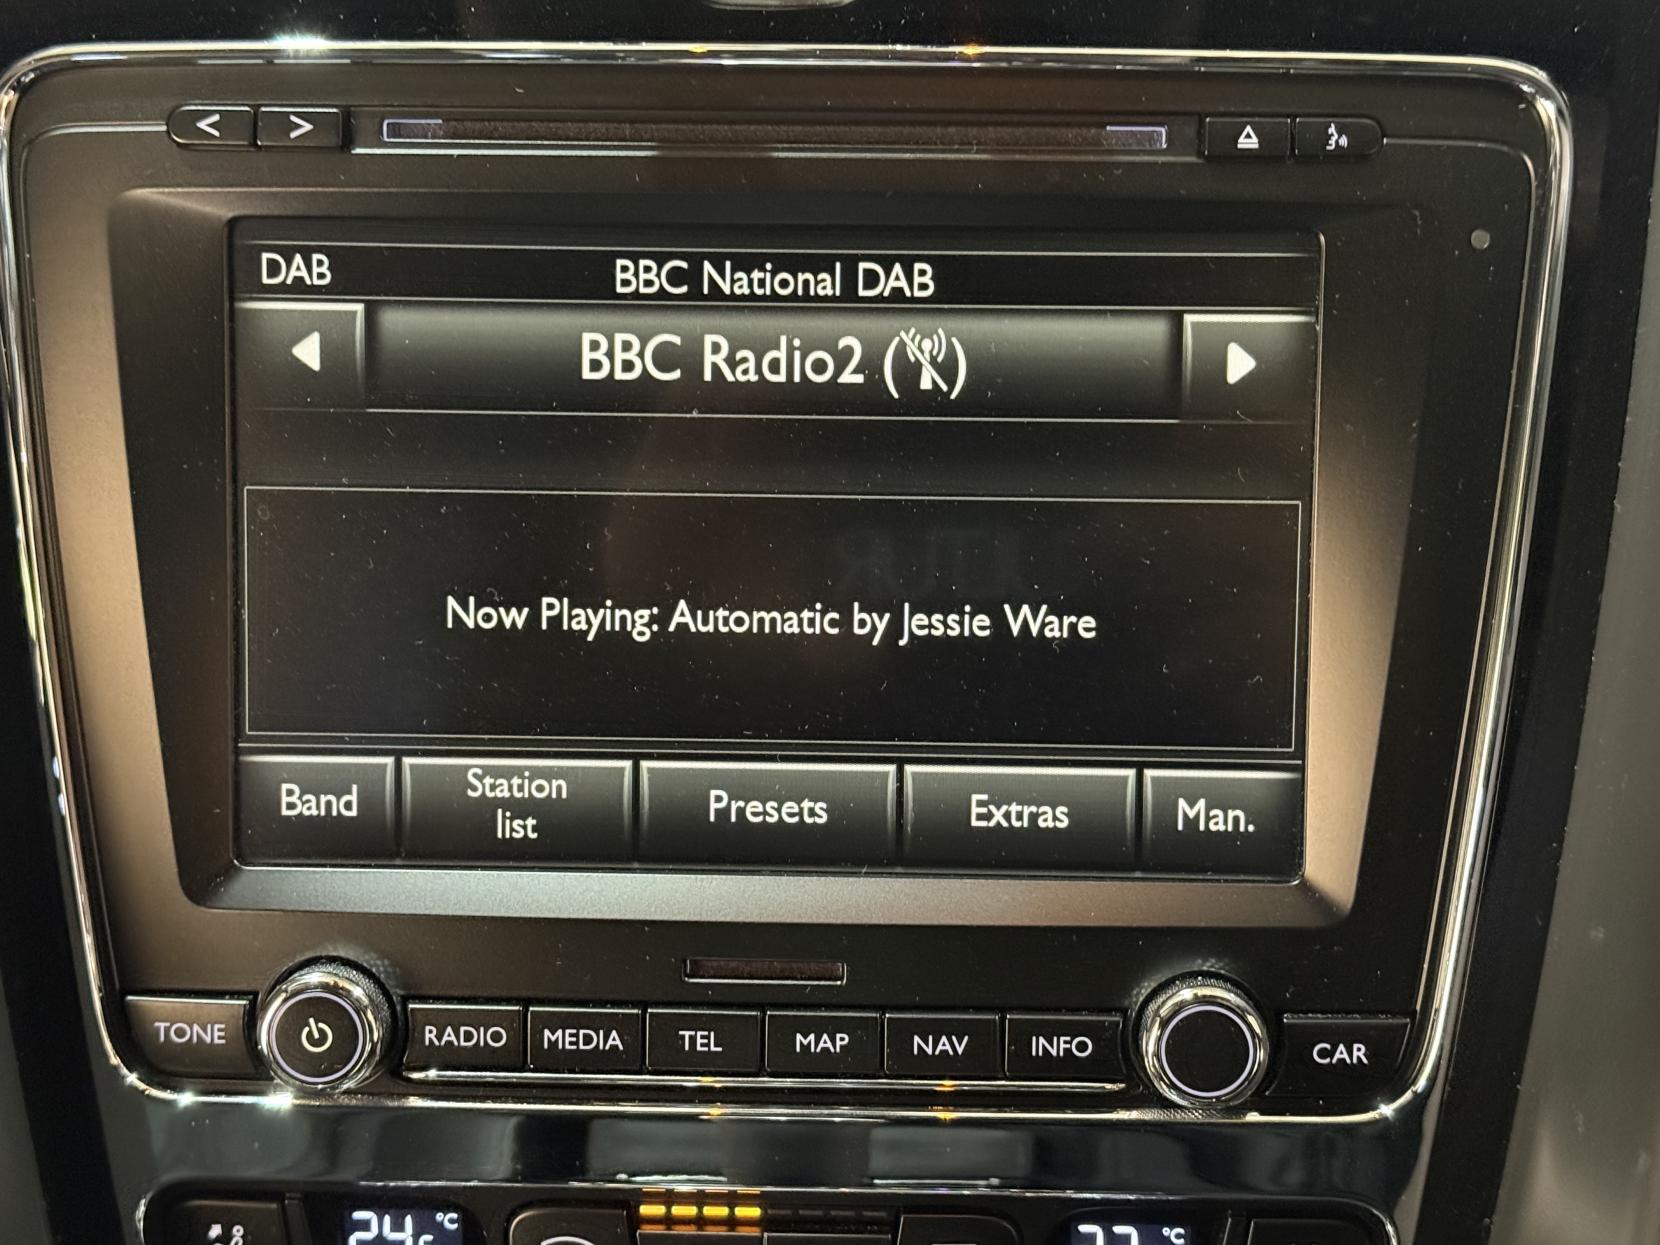 < >
DAB BBC National DAB
BBC Radio2
Now Playing: Automatic by Jessie Ware
Band Station list Presets Extras Man.
TONE RADIO MEDIA TEL MAP NAV INFO CAR
°C °C